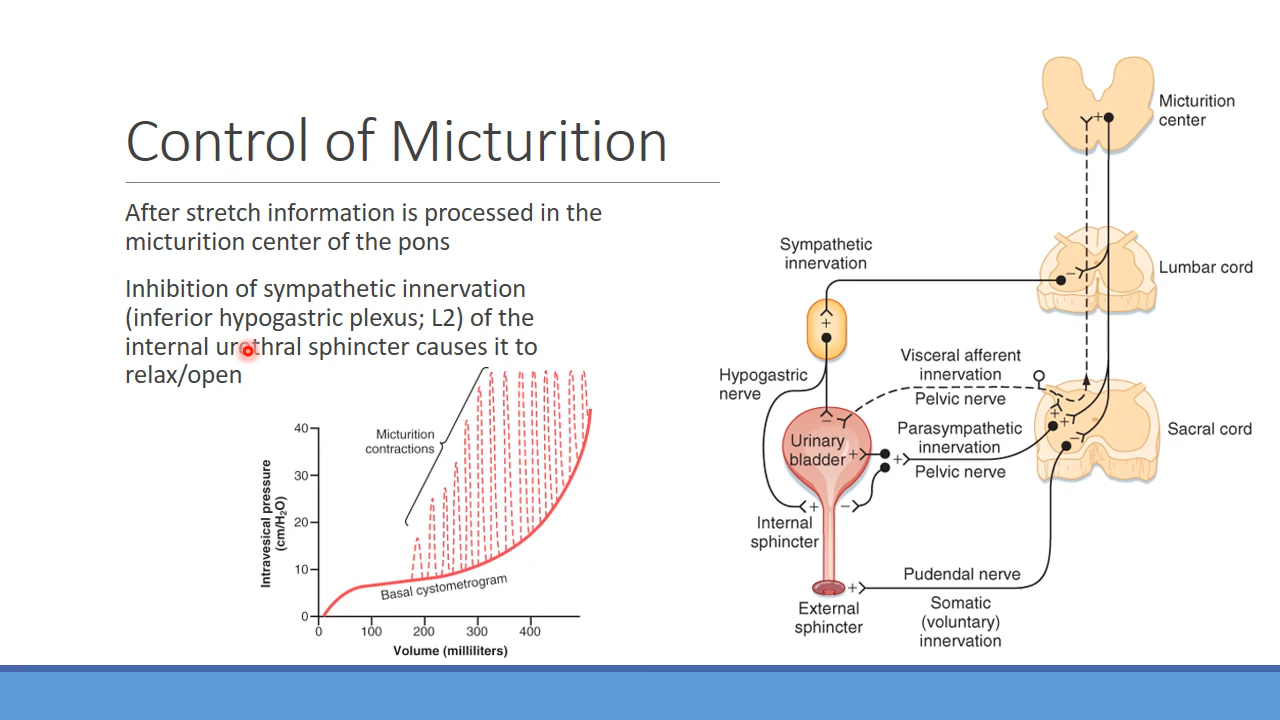 Control of Micturition
After stretch information is processed in the
micturition center of the pons
Inhibition of sympathetic innervation
(inferior hypogastric plexus; L2) of the
internal urethral sphincter causes it to
relax/open
Micturition
contractions
40
30
20
10
0
Intravesical pressure
(cm/H₂O)
Basal cystometrogram
0 100 200 300 400
Volume (milliliters)
Micturition
center
+
Sympathetic
innervation
Lumbar cord
−
+
Visceral afferent
innervation
Hypogastric
nerve
Pelvic nerve
−
+
+
Parasympathetic
innervation
Sacral cord
−
Urinary
bladder
+
+
Pelvic nerve
+
−
Internal
sphincter
Pudendal nerve
+
External
sphincter
Somatic
(voluntary)
innervation